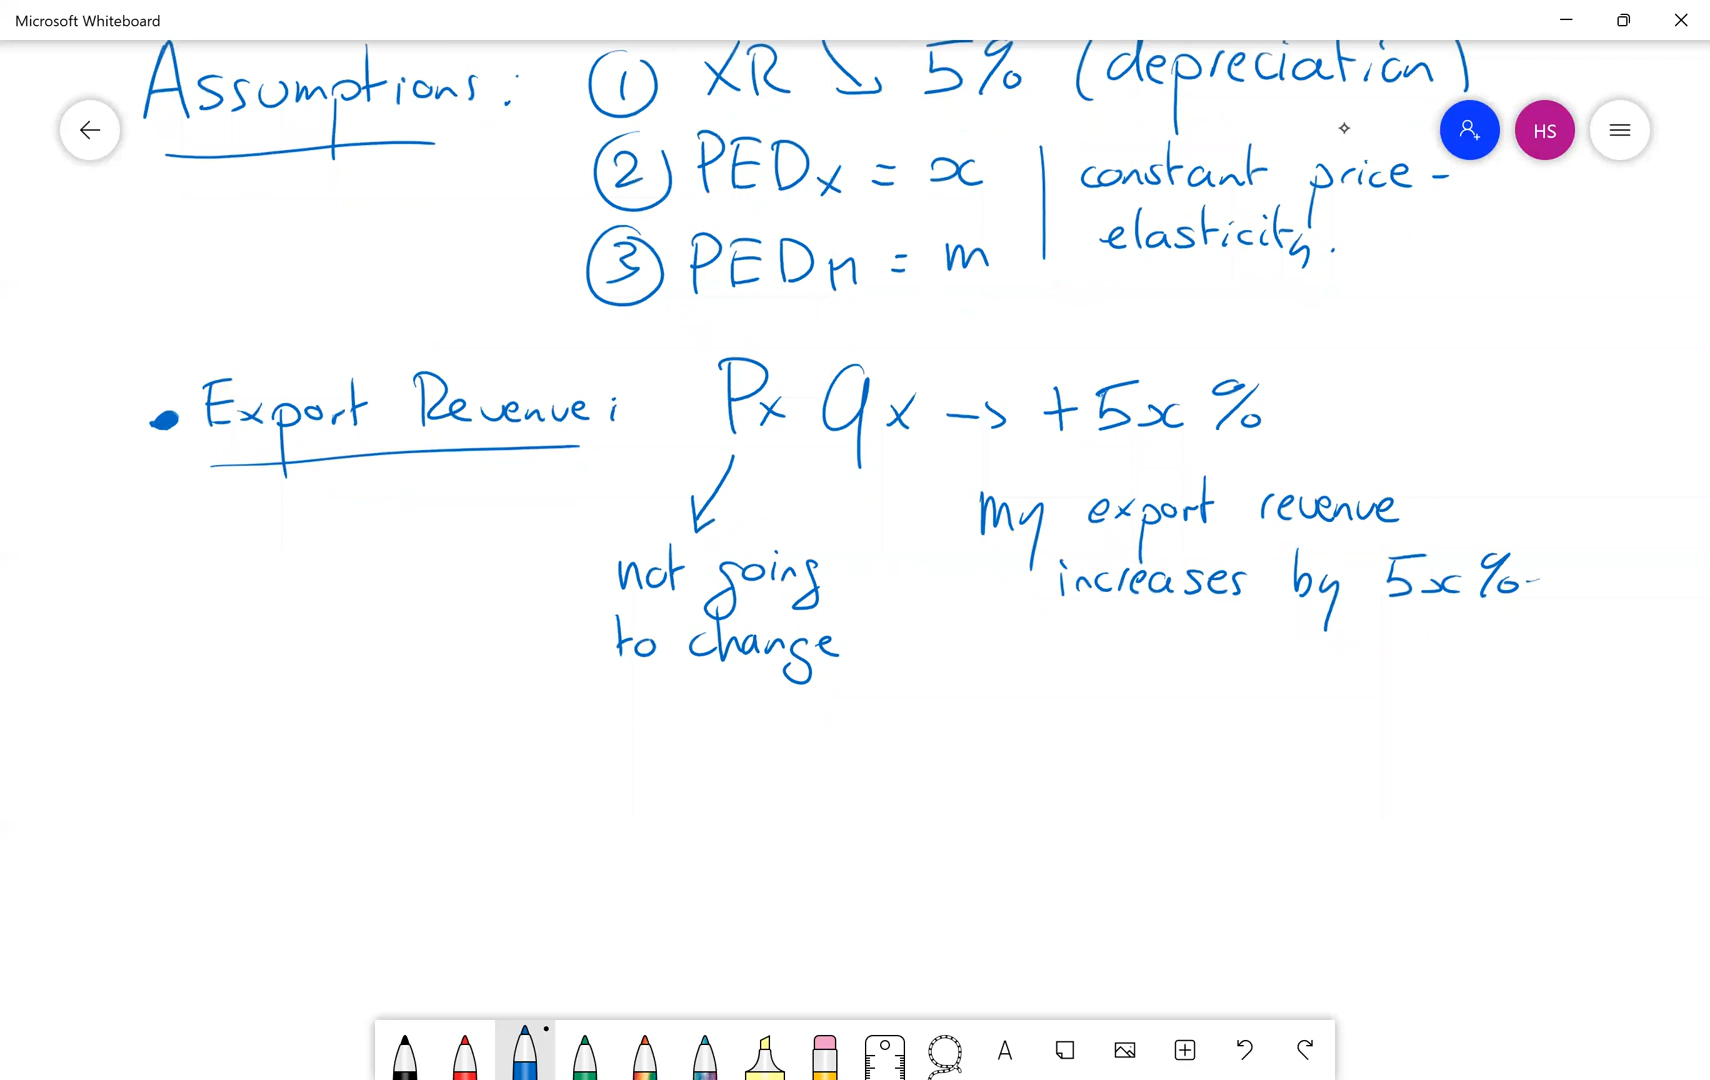 Microsoft Whiteboard
Assumptions: ① XR ↘ 5% (depreciation)
HS
② PEDx = x | constant price-
elasticity.
③ PEDM = m
• Export Revenue: Px Qx → +5x%
my export revenue
increases by 5x%.
not going
to change
A